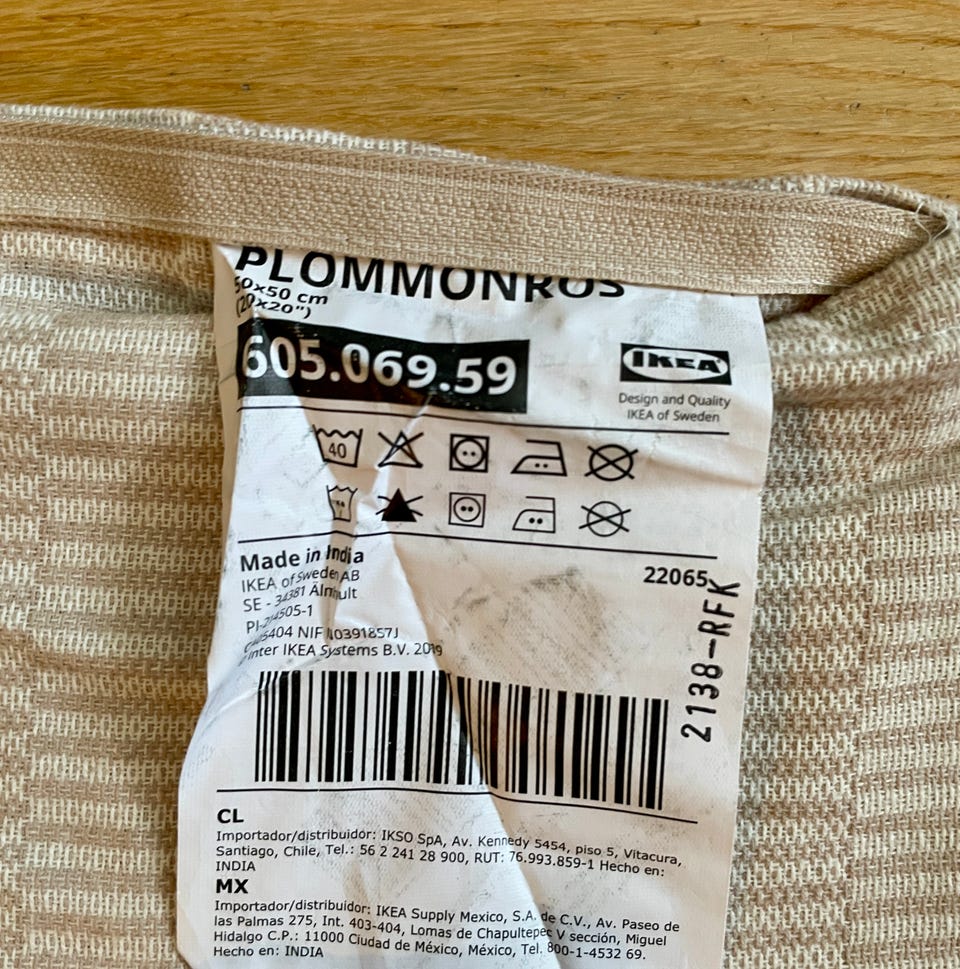 PLOMMONROS
50x50 cm
(20x20")
605.069.59
IKEA
Design and Quality
IKEA of Sweden
40
Made in India
IKEA of Sweden AB
SE - 34381 Älmhult
22065
2138-RFK
NIF
Inter IKEA Systems B.V. 2019
CL
Importador/distribuidor: IKSO SpA, Av. Kennedy 5454, piso 5, Vitacura,
Santiago, Chile, Tel.: 56 2 241 28 900, RUT: 76.993.859-1 Hecho en:
INDIA
MX
Importador/distribuidor: IKEA Supply Mexico, S.A. de C.V., Av. Paseo de
las Palmas 275, Int. 403-404, Lomas de Chapultepec V sección, Miguel
Hidalgo C.P.: 11000 Ciudad de México, México, Tel. 800-1-4532 69.
Hecho en: INDIA